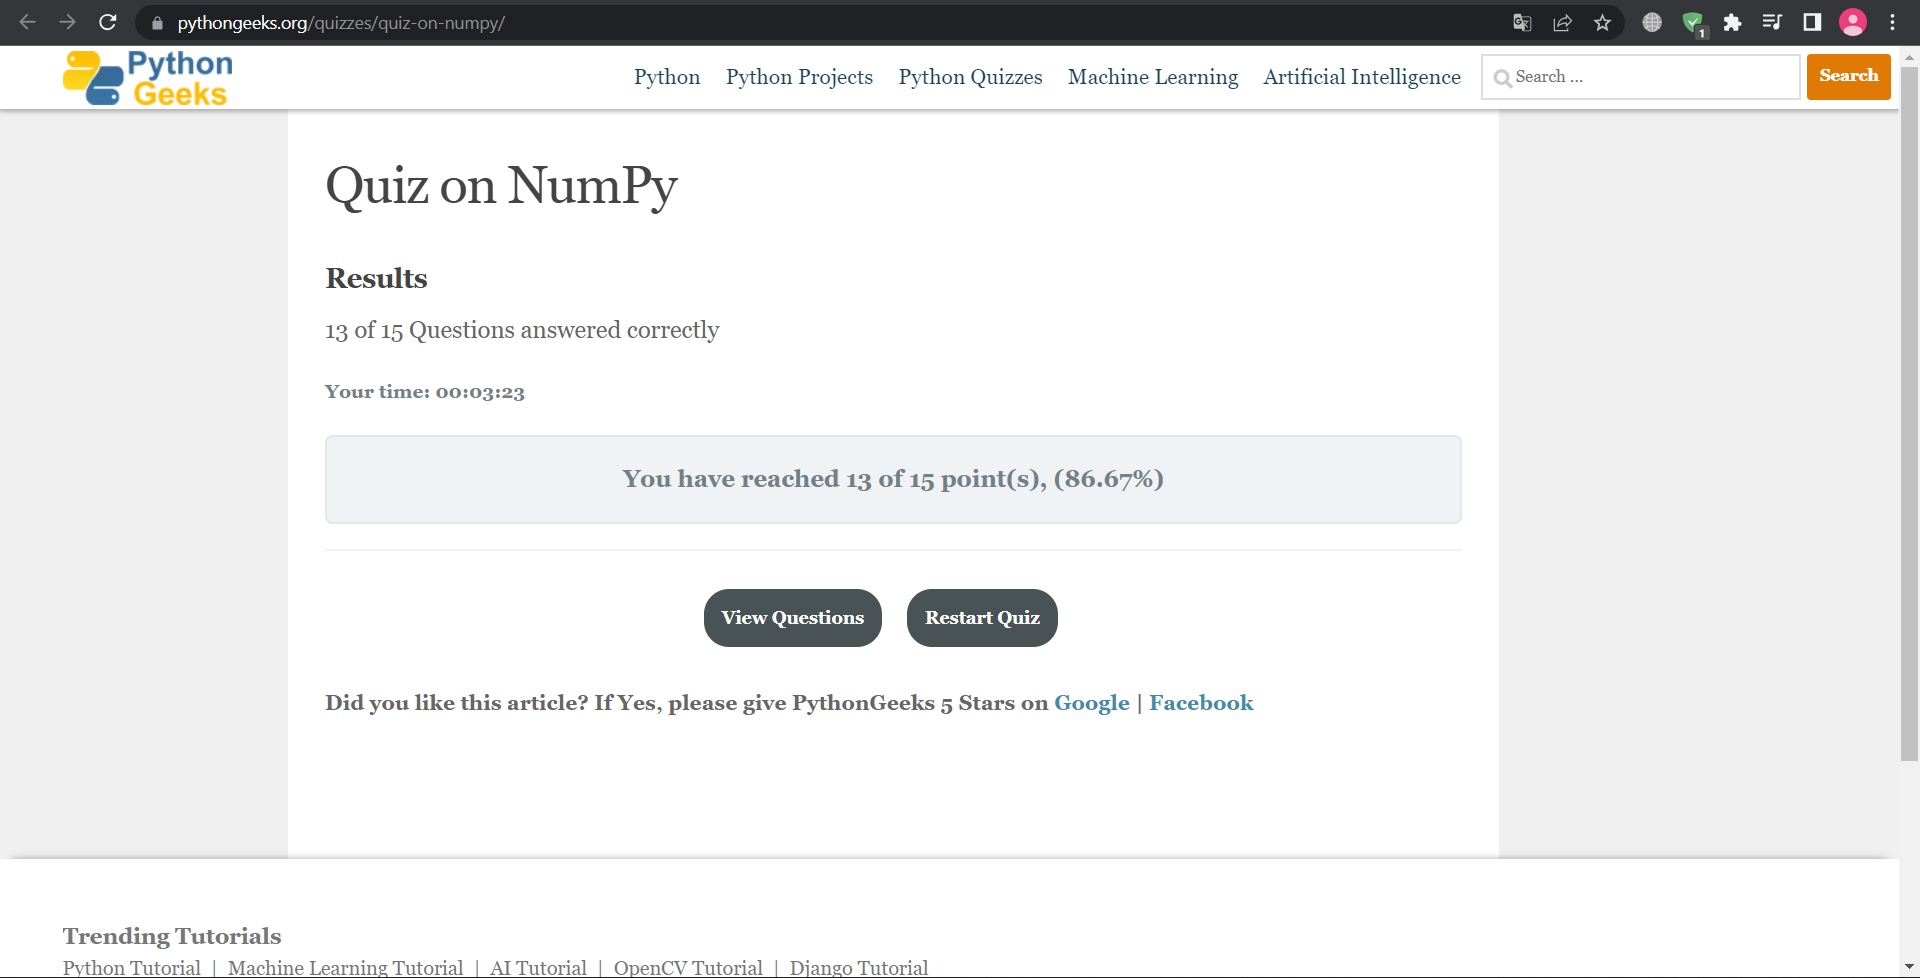 pythongeeks.org/quizzes/quiz-on-numpy/
1
Python
Geeks
Python Python Projects Python Quizzes Machine Learning Artificial Intelligence Search ... Search
Quiz on NumPy
Results
13 of 15 Questions answered correctly
Your time: 00:03:23
You have reached 13 of 15 point(s), (86.67%)
View Questions Restart Quiz
Did you like this article? If Yes, please give PythonGeeks 5 Stars on Google | Facebook
Trending Tutorials
Python Tutorial | Machine Learning Tutorial | AI Tutorial | OpenCV Tutorial | Django Tutorial